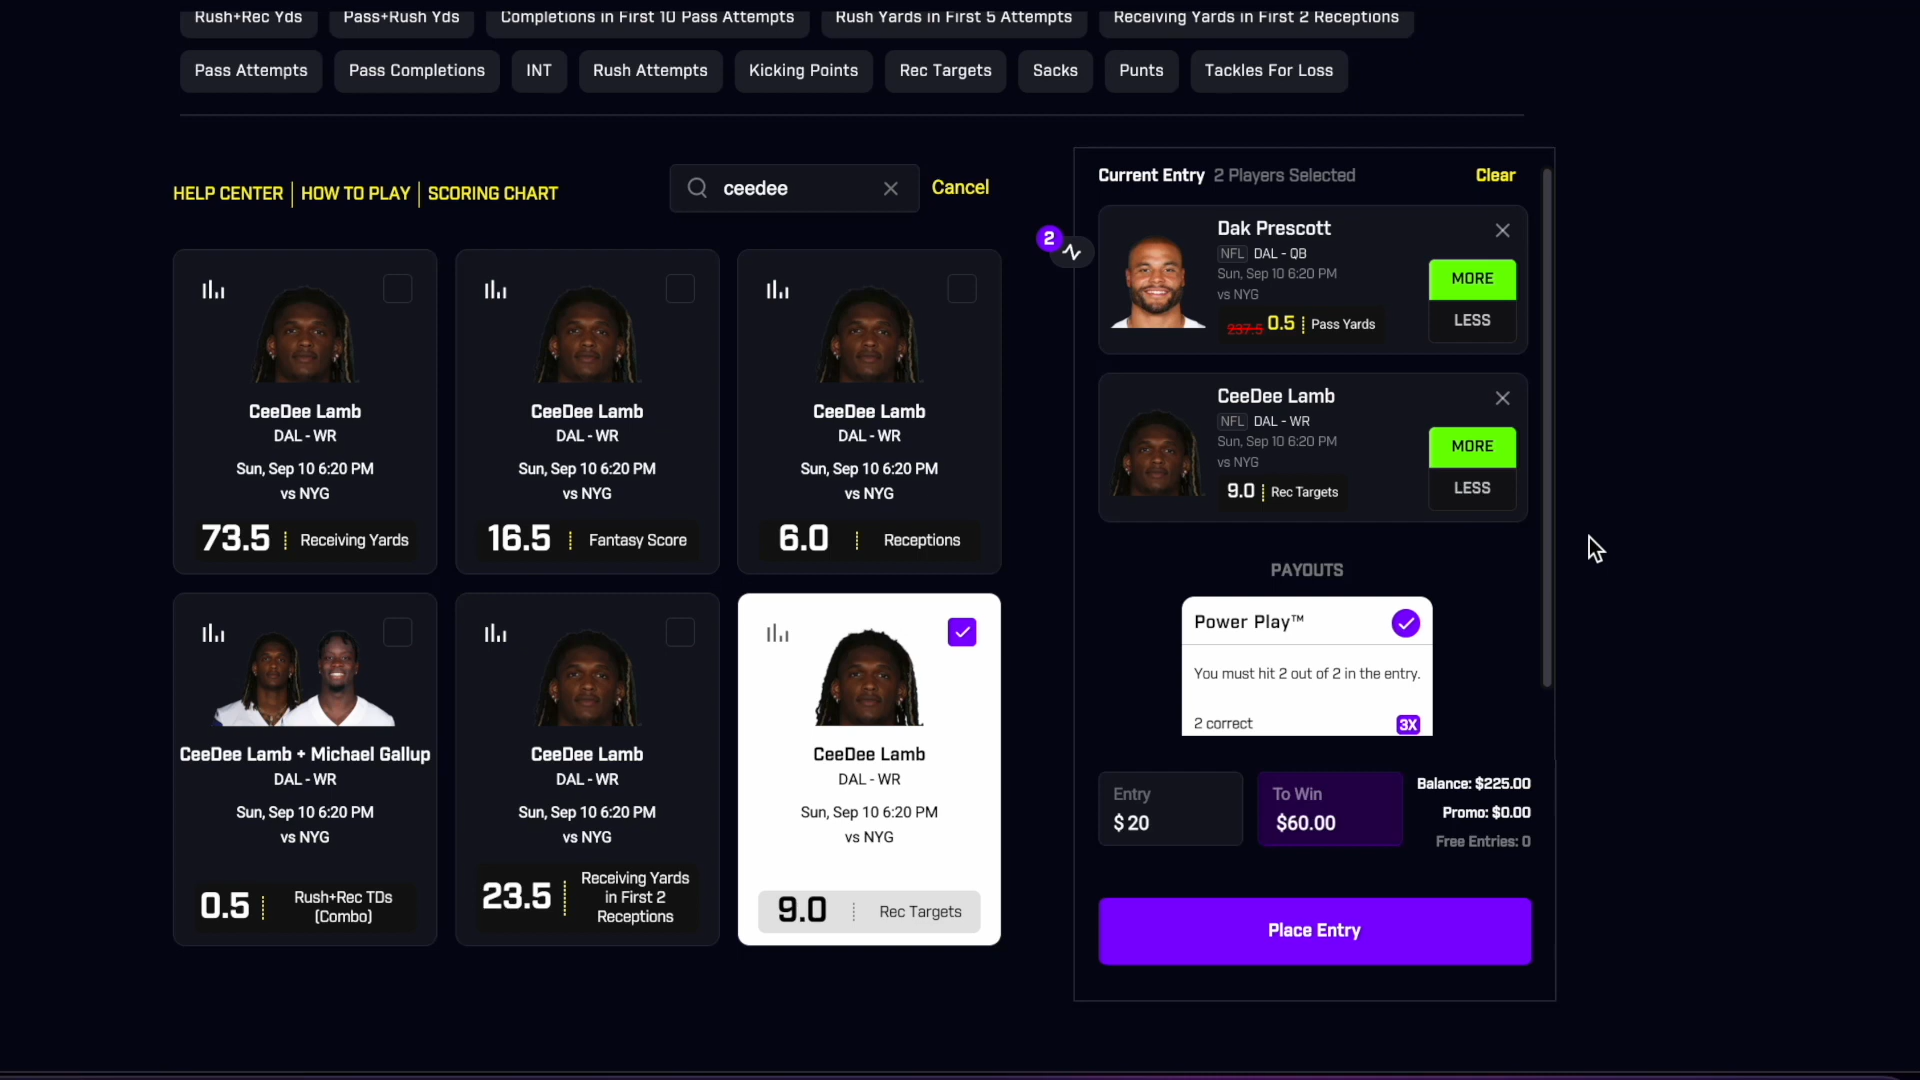 Rush+Rec Yds
Pass+Rush Yds
Completions in First 10 Pass Attempts
Rush Yards in First 5 Attempts
Receiving Yards in First 2 Receptions
Pass Attempts
Pass Completions
INT
Rush Attempts
Kicking Points
Rec Targets
Sacks
Punts
Tackles For Loss
HELP CENTER
HOW TO PLAY
SCORING CHART
ceedee
Cancel
CeeDee Lamb
DAL - WR
Sun, Sep 10 6:20 PM
vs NYG
73.5
Receiving Yards
CeeDee Lamb
DAL - WR
Sun, Sep 10 6:20 PM
vs NYG
16.5
Fantasy Score
CeeDee Lamb
DAL - WR
Sun, Sep 10 6:20 PM
vs NYG
6.0
Receptions
CeeDee Lamb + Michael Gallup
DAL - WR
Sun, Sep 10 6:20 PM
vs NYG
0.5
Rush+Rec TDs
(Combo)
CeeDee Lamb
DAL - WR
Sun, Sep 10 6:20 PM
vs NYG
23.5
Receiving Yards
in First 2
Receptions
CeeDee Lamb
DAL - WR
Sun, Sep 10 6:20 PM
vs NYG
9.0
Rec Targets
2
Current Entry 2 Players Selected
Clear
Dak Prescott
NFL DAL - QB
Sun, Sep 10 6:20 PM
vs NYG
237.5 0.5 Pass Yards
MORE
LESS
CeeDee Lamb
NFL DAL - WR
Sun, Sep 10 6:20 PM
vs NYG
9.0 Rec Targets
MORE
LESS
PAYOUTS
Power Play™
You must hit 2 out of 2 in the entry.
2 correct
3X
Entry
$ 20
To Win
$60.00
Balance: $225.00
Promo: $0.00
Free Entries: 0
Place Entry